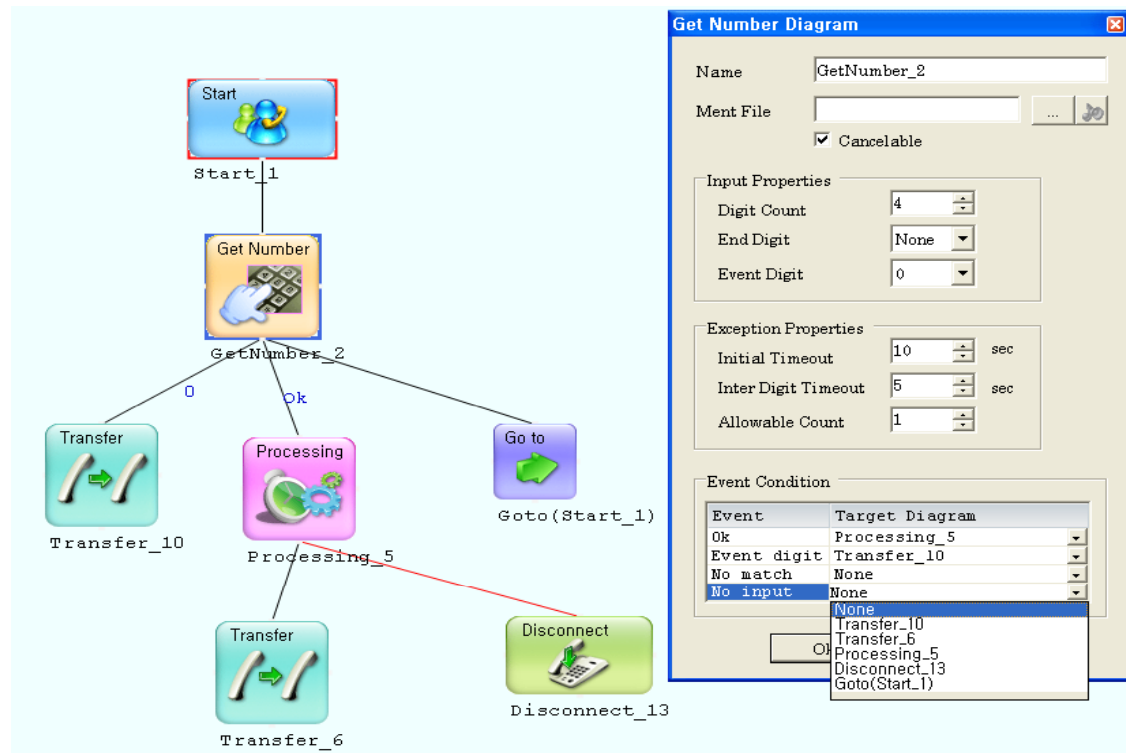 Start
Start_1
Get Number
GetNumber_2
0
Ok
Transfer
Transfer_10
Processing
Processing_5
Go to
Goto(Start_1)
Transfer
Transfer_6
Disconnect
Disconnect_13
Get Number Diagram
Name GetNumber_2
Ment File ...
Cancelable
Input Properties
Digit Count 4
End Digit None
Event Digit 0
Exception Properties
Initial Timeout 10 sec
Inter Digit Timeout 5 sec
Allowable Count 1
Event Condition
Event Target Diagram
Ok Processing_5
Event digit Transfer_10
No match None
No input None
None
Transfer_10
Transfer_6
Processing_5
Disconnect_13
Goto(Start_1)